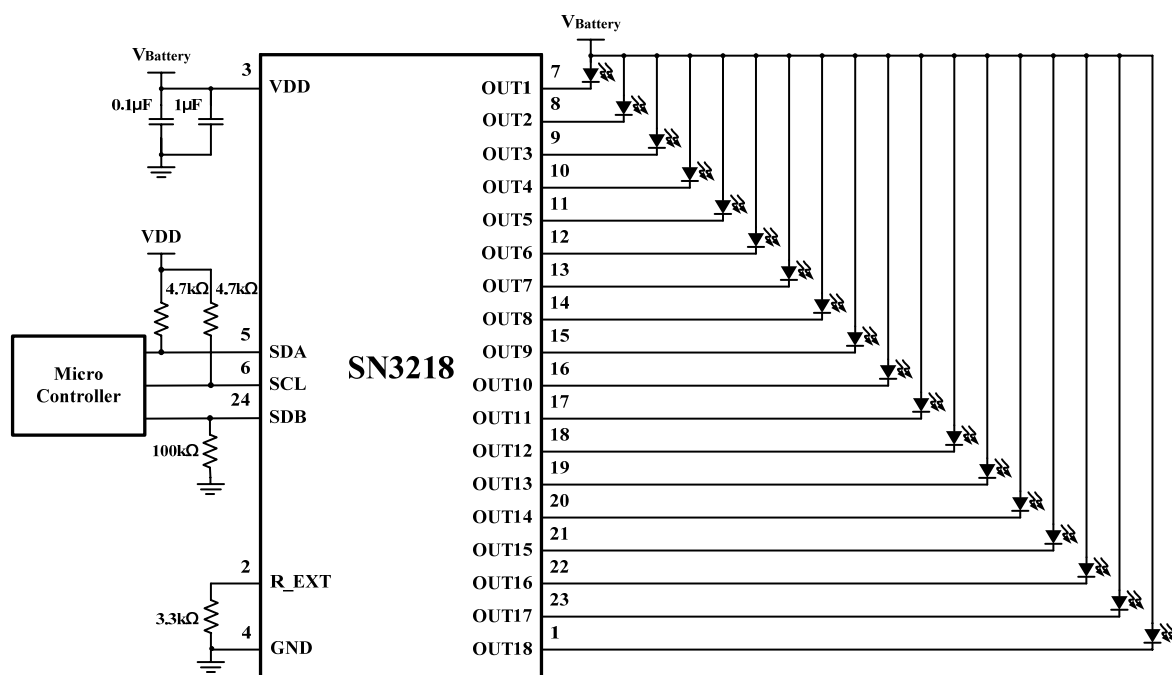 VBattery
VBattery
3
VDD
0.1μF
1μF
VDD
4.7kΩ
4.7kΩ
Micro
Controller
5
SDA
6
SCL
24
SDB
100kΩ
2
R_EXT
3.3kΩ
4
GND
SN3218
7
OUT1
8
OUT2
9
OUT3
10
OUT4
11
OUT5
12
OUT6
13
OUT7
14
OUT8
15
OUT9
16
OUT10
17
OUT11
18
OUT12
19
OUT13
20
OUT14
21
OUT15
22
OUT16
23
OUT17
1
OUT18